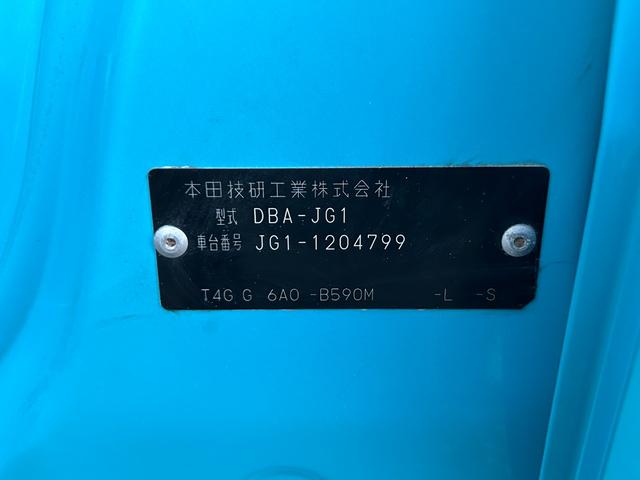 本田技研工業株式会社
型式 DBA-JG1
車台番号 JG1-1204799
T4G G 6A0 -B590M -L -S